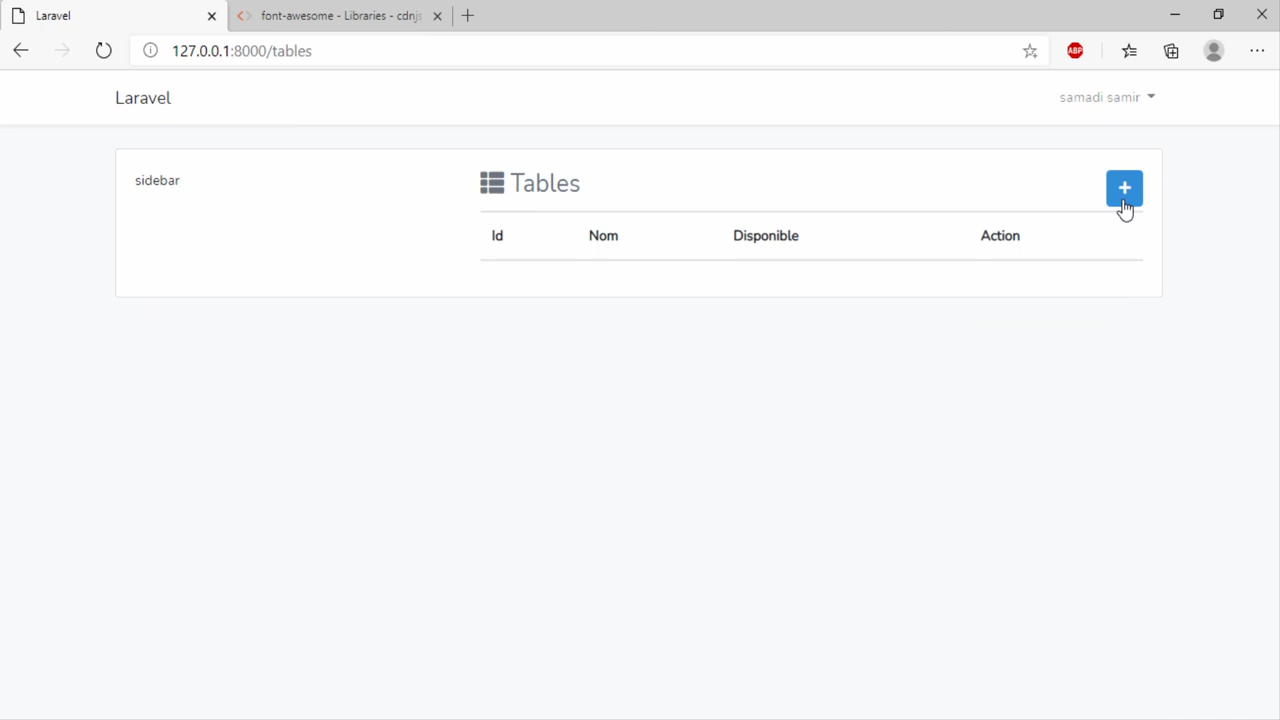 Laravel
font-awesome - Libraries - cdnjs
127.0.0.1:8000/tables
ABP
Laravel
samadi samir
sidebar
Tables
+
Id Nom Disponible Action